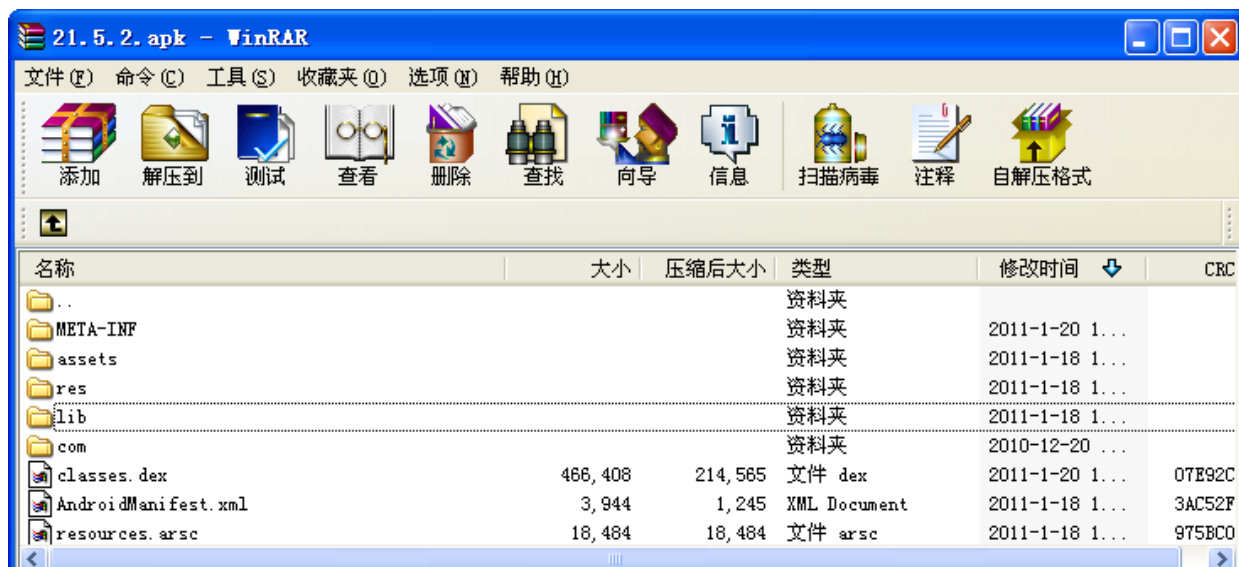 21.5.2.apk - WinRAR
文件(F) 命令(C) 工具(S) 收藏夹(O) 选项(N) 帮助(H)
添加 解压到 测试 查看 删除 查找 向导 信息 扫描病毒 注释 自解压格式
名称 大小 压缩后大小 类型 修改时间 CRC
.. 资料夹
META-INF 资料夹 2011-1-20 1...
assets 资料夹 2011-1-18 1...
res 资料夹 2011-1-18 1...
lib 资料夹 2011-1-18 1...
com 资料夹 2010-12-20 ...
classes.dex 466,408 214,565 文件 dex 2011-1-20 1... 07E92C
AndroidManifest.xml 3,944 1,245 XML Document 2011-1-18 1... 3AC52F
resources.arsc 18,484 18,484 文件 arsc 2011-1-18 1... 975BC0